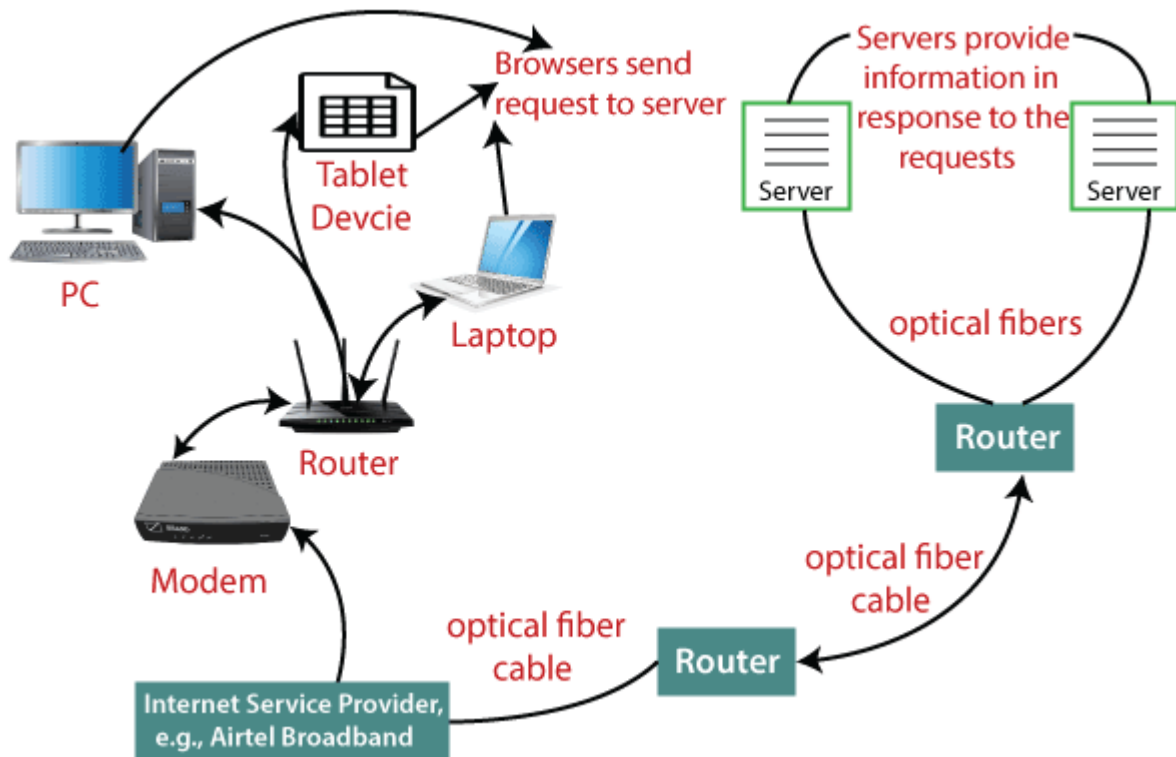 Browsers send
request to server
Servers provide
information in
response to the
requests
Server
Server
Tablet
Devcie
PC
Laptop
optical fibers
Router
Router
Modem
optical fiber
cable
optical fiber
cable
Router
Internet Service Provider,
e.g., Airtel Broadband